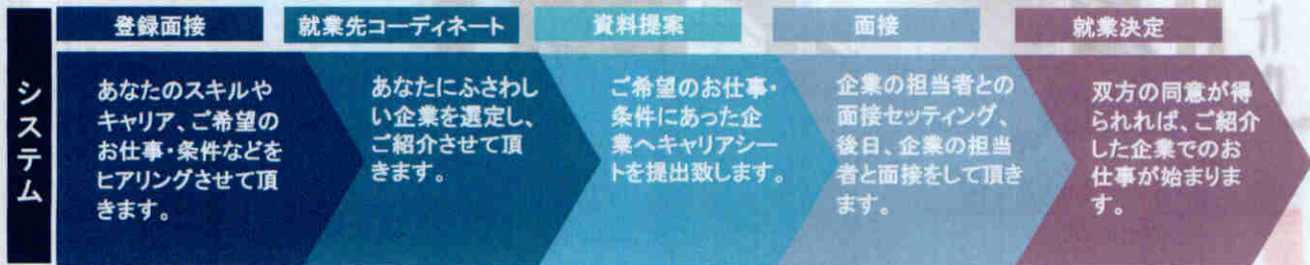 システム
登録面接
あなたのスキルや
キャリア、ご希望の
お仕事・条件などを
ヒアリングさせて頂
きます。
就業先コーディネート
あなたにふさわし
い企業を選定し、
ご紹介させて頂
きます。
資料提案
ご希望のお仕事・
条件にあった企
業へキャリアシー
トを提出致します。
面接
企業の担当者との
面接セッティング、
後日、企業の担当
者と面接をして頂き
ます。
就業決定
双方の同意が得
られれば、ご紹介
した企業でのお
仕事が始まりま
す。